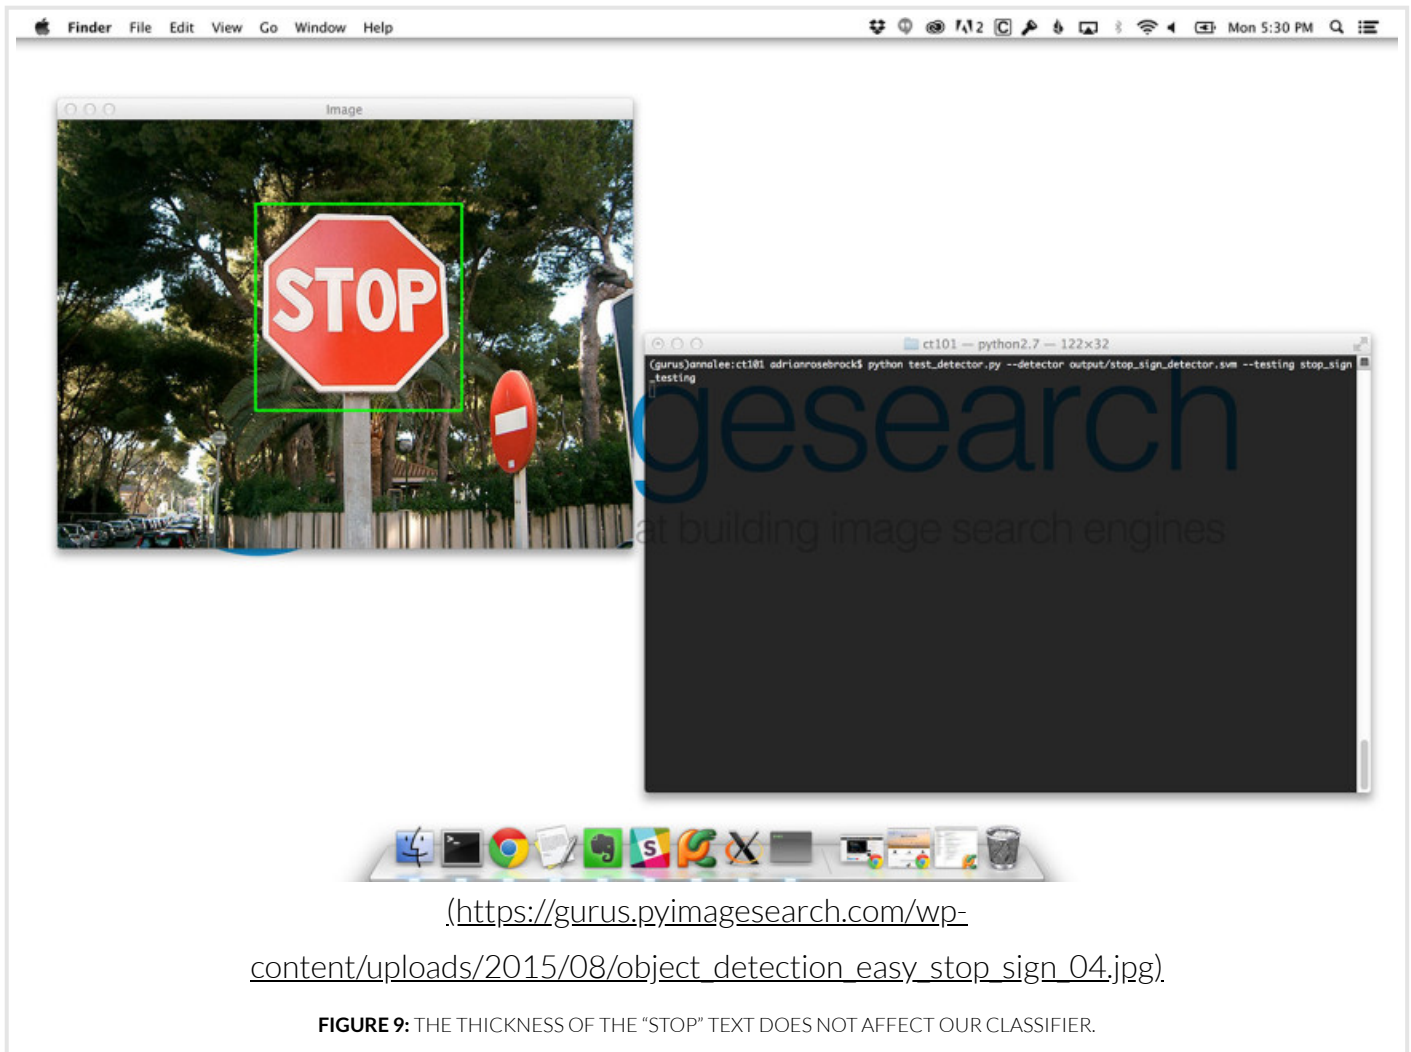 Finder File Edit View Go Window Help 2 Mon 5:30 PM
Image
STOP
ct101 — python2.7 — 122×32
(gurus)annalee:ct101 adrianrosebrock$ python test_detector.py --detector output/stop_sign_detector.svm --testing stop_sign
_testing
gesearch
at building image search engines
S
(https://gurus.pyimagesearch.com/wp-
content/uploads/2015/08/object_detection_easy_stop_sign_04.jpg)
FIGURE 9: THE THICKNESS OF THE “STOP” TEXT DOES NOT AFFECT OUR CLASSIFIER.